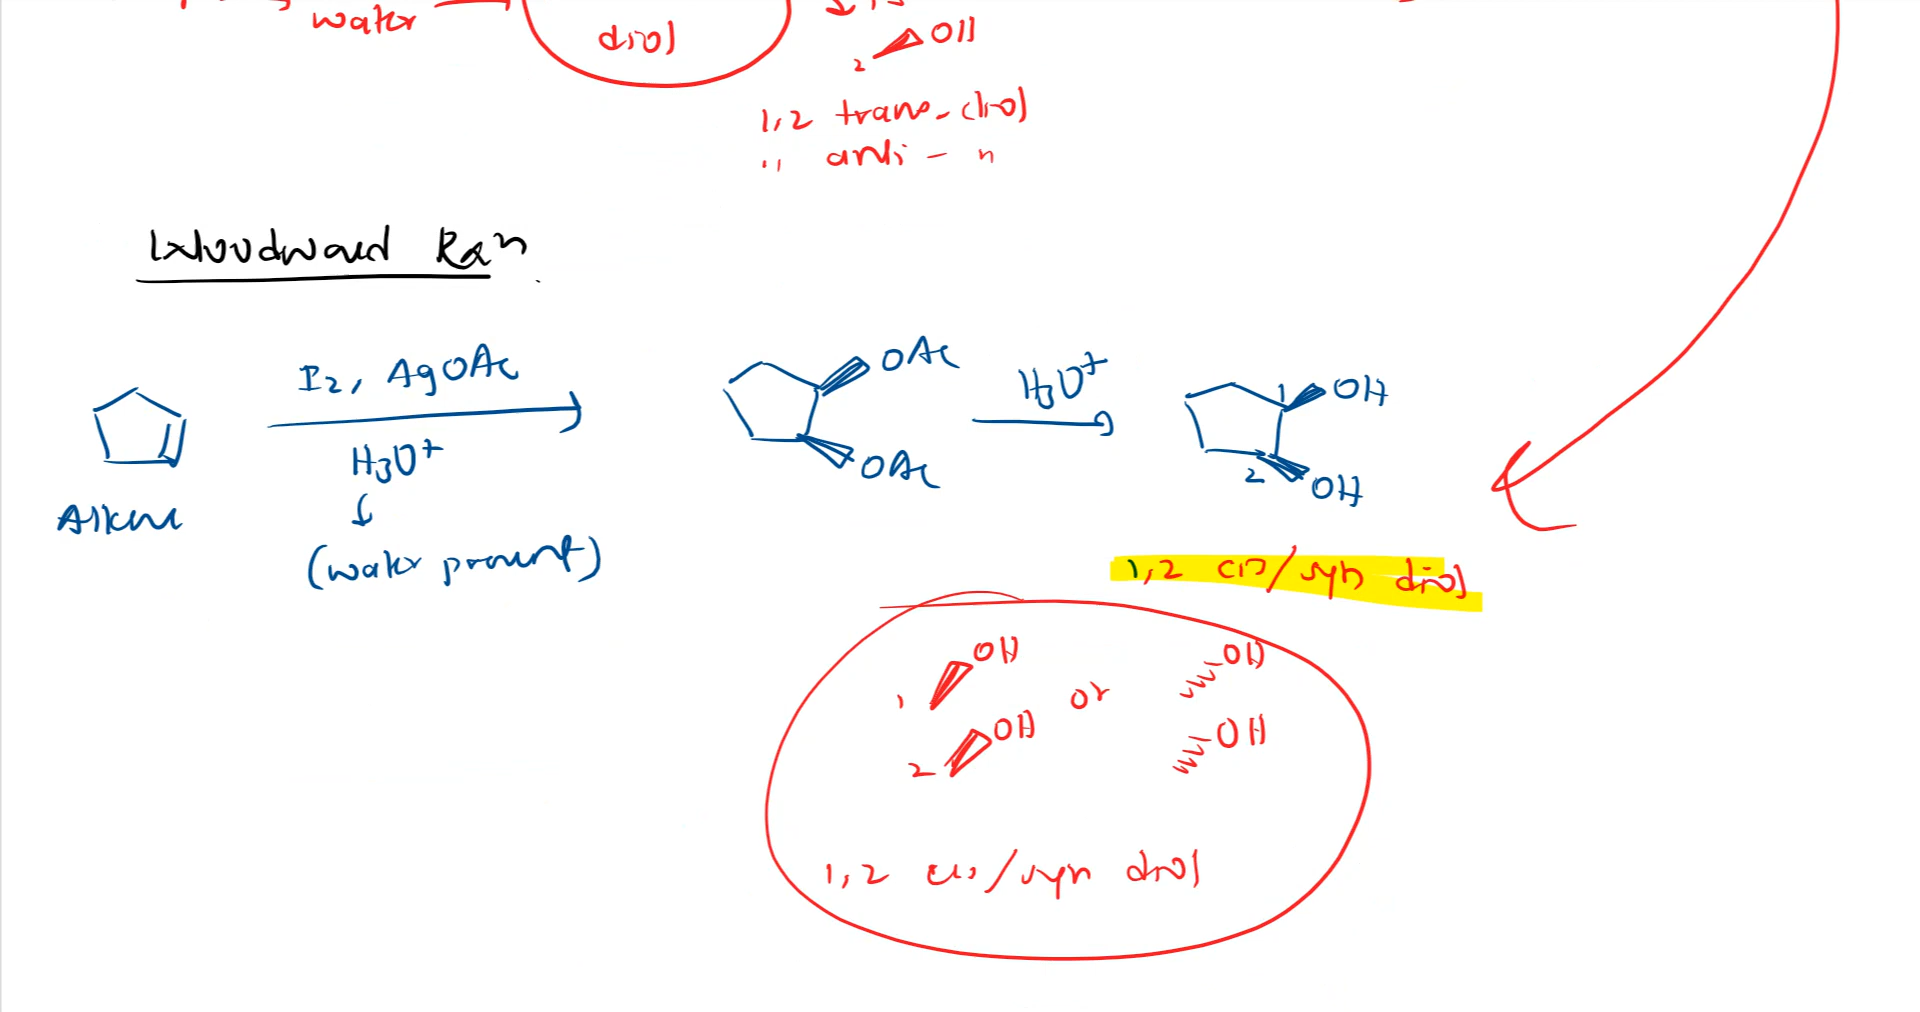 water
diol
OH
2
1,2 trans-diol
" anti - "
Woodward Rxn
I2, AgOAc
H3O+
(water present)
Alkene
OAc
OAc
H3O+
1 OH
2 OH
1,2 cis/syn diol
1 OH
2 OH
or
OH
OH
1,2 cis/syn diol